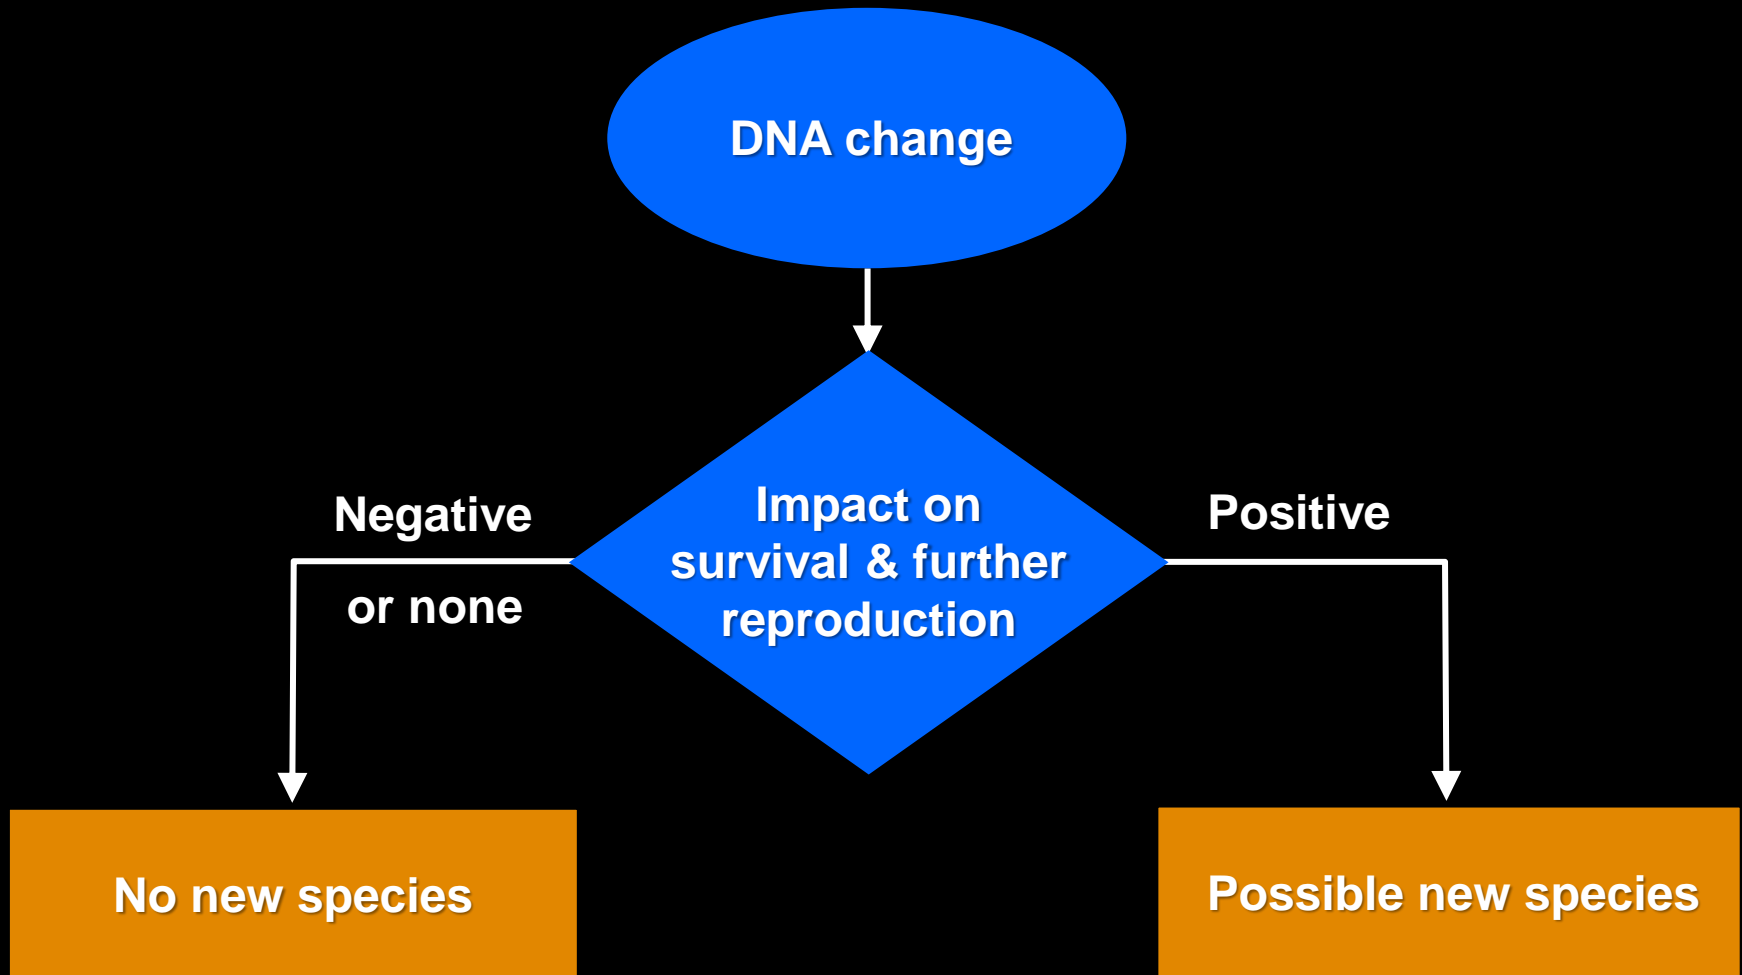 DNA change
Impact on
survival & further
reproduction
Negative
or none
Positive
No new species
Possible new species